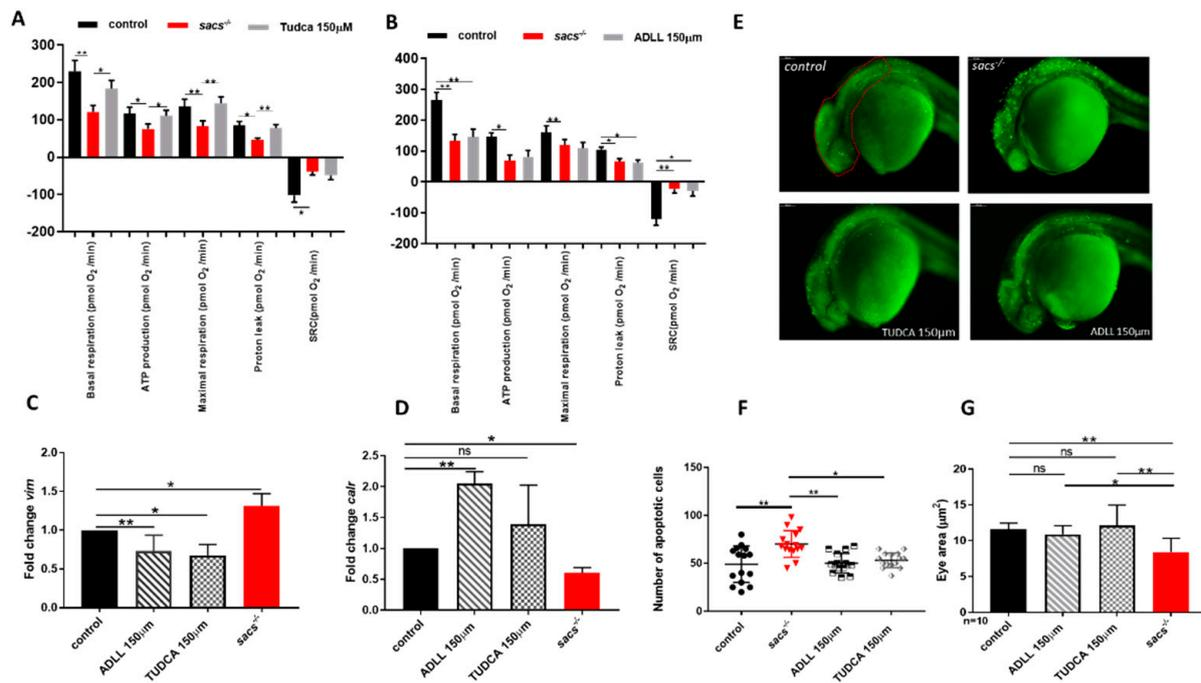 A
control
sacs-/-
Tudca 150μM
300
200
100
0
-100
-200
**
*
*
*
**
**
*
**
*
Basal respiration (pmol O2 /min)
ATP production (pmol O2 /min)
Maximal respiration (pmol O2 /min)
Proton leak (pmol O2 /min)
SRC(pmol O2 /min)
B
control
sacs-/-
ADLL 150μm
400
300
200
100
0
-100
-200
**
**
*
**
*
*
*
**
Basal respiration (pmol O2 /min)
ATP production (pmol O2 /min)
Maximal respiration (pmol O2 /min)
Proton leak (pmol O2 /min)
SRC(pmol O2 /min)
E
control
sacs-/-
TUDCA 150μm
ADLL 150μm
C
Fold change vim
2.0
1.5
1.0
0.5
0.0
*
*
**
control
ADLL 150μm
TUDCA 150μm
sacs-/-
D
Fold change calr
2.5
2.0
1.5
1.0
0.5
0.0
*
ns
**
control
ADLL 150μm
TUDCA 150μm
sacs-/-
F
Number of apoptotic cells
150
100
50
0
*
**
**
control
sacs-/-
ADLL 150μm
TUDCA 150μm
G
Eye area (μm2)
20
15
10
5
0
**
ns
ns
**
*
n=10
control
ADLL 150μm
TUDCA 150μm
sacs-/-